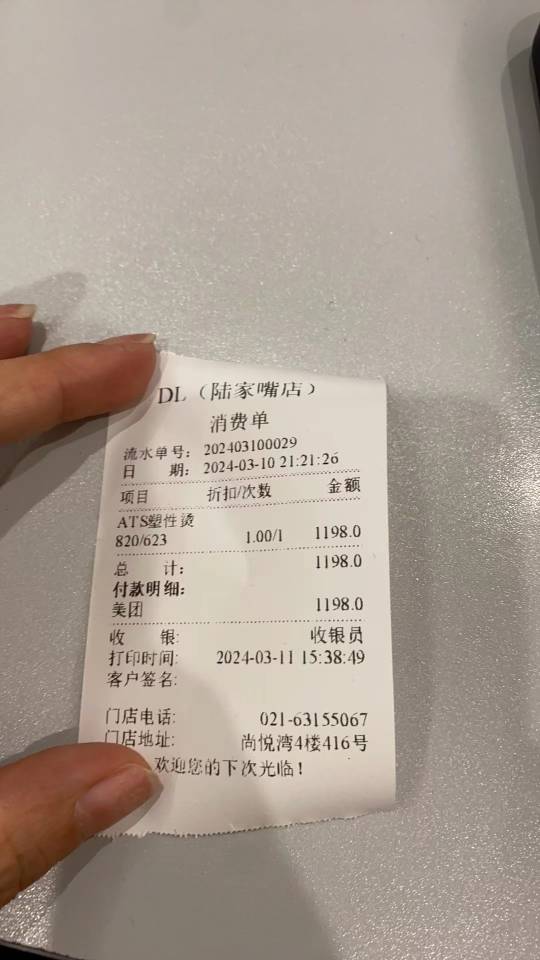 DL（陆家嘴店）
消费单
流水单号：202403100029
日 期：2024-03-10 21:21:26
项目 折扣/次数 金额
ATS塑性烫
820/623 1.00/1 1198.0
总 计： 1198.0
付款明细：
美团 1198.0
收 银: 收银员
打印时间: 2024-03-11 15:38:49
客户签名:
门店电话: 021-63155067
门店地址: 尚悦湾4楼416号
欢迎您的下次光临！